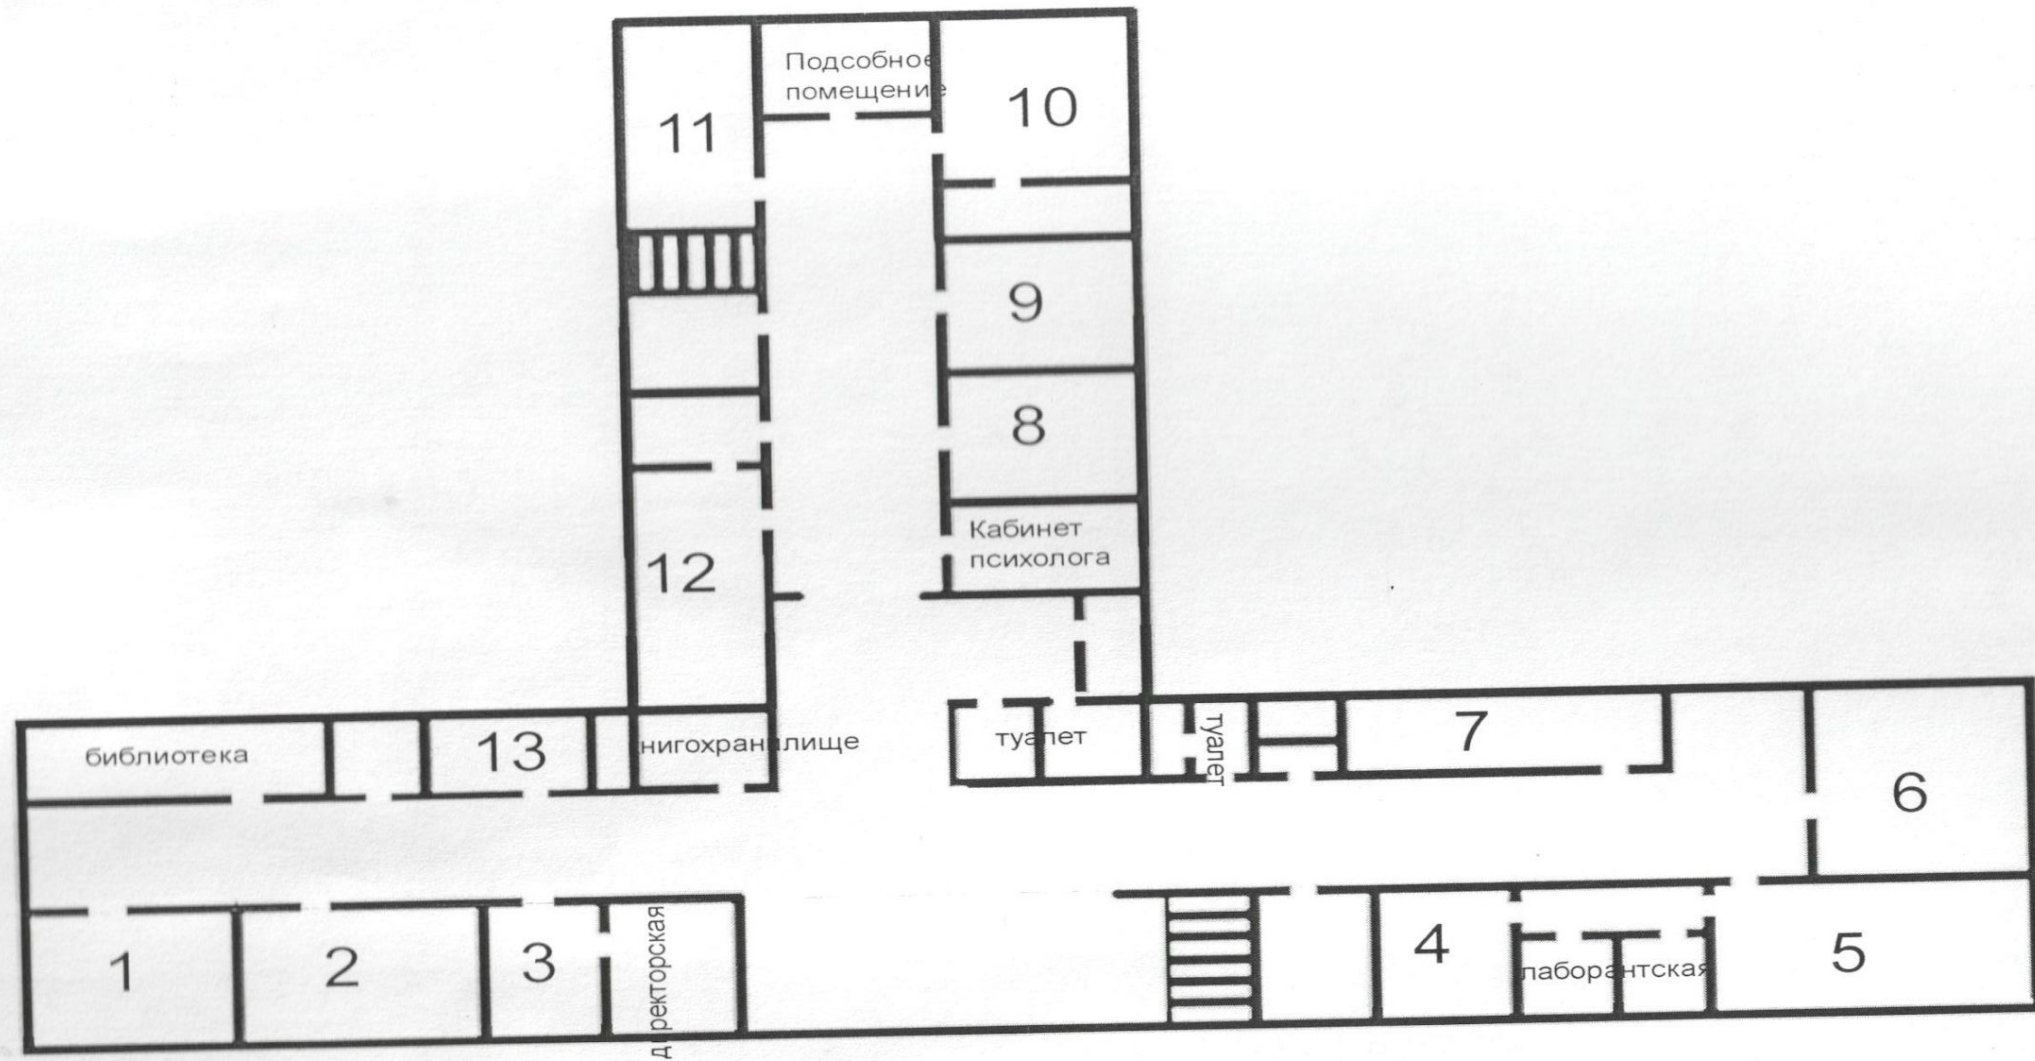 Подсобное
помещение
11
10
9
8
Кабинет
психолога
12
библиотека
13
нигохранилище
туалет
туалет
7
6
1
2
3
директорская
4
лаборантская
5